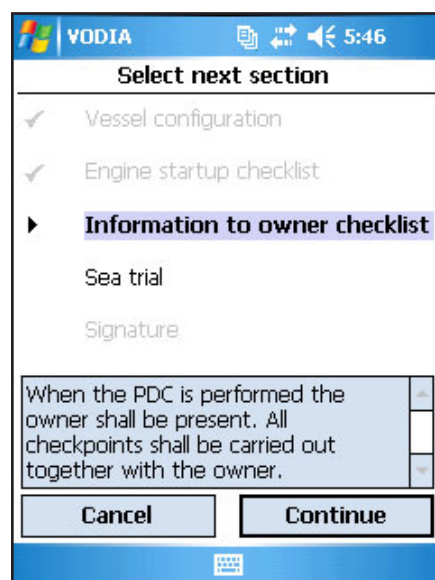 VODIA 5:46
Select next section
Vessel configuration
Engine startup checklist
Information to owner checklist
Sea trial
Signature
When the PDC is performed the
owner shall be present. All
checkpoints shall be carried out
together with the owner.
Cancel Continue